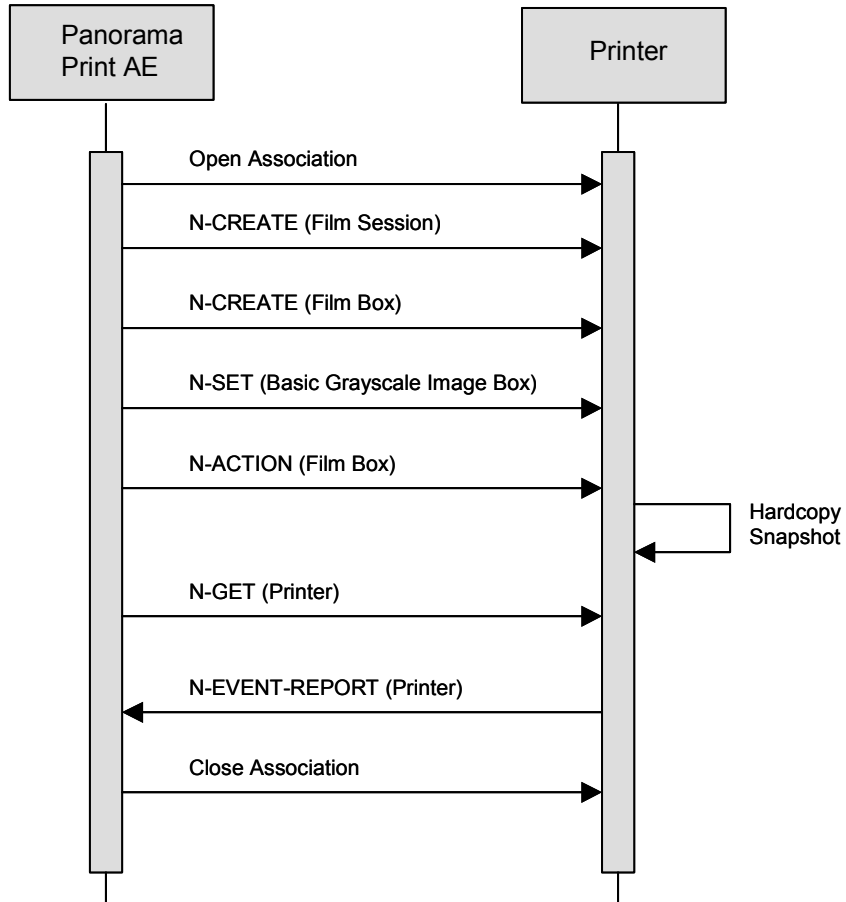 Panorama
Print AE
Printer
Open Association
N-CREATE (Film Session)
N-CREATE (Film Box)
N-SET (Basic Grayscale Image Box)
N-ACTION (Film Box)
Hardcopy
Snapshot
N-GET (Printer)
N-EVENT-REPORT (Printer)
Close Association